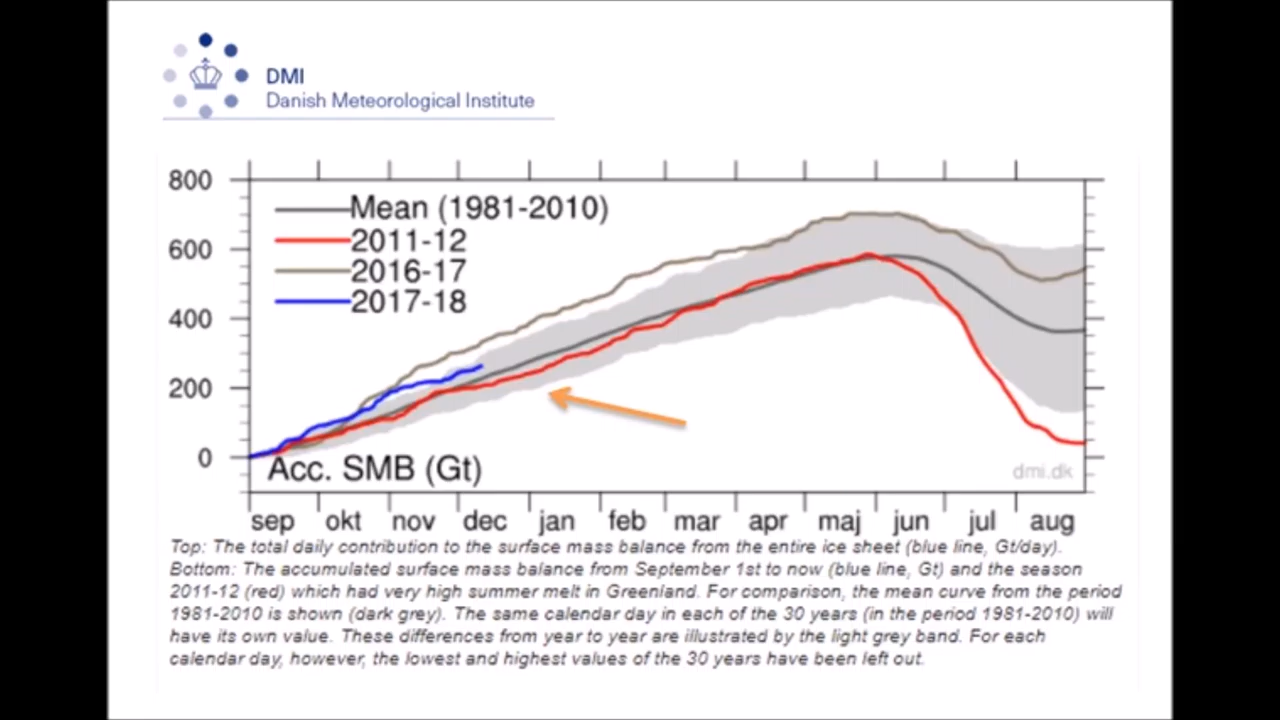 DMI
Danish Meteorological Institute
800
600
400
200
0
Mean (1981-2010)
2011-12
2016-17
2017-18
Acc. SMB (Gt)
dmi.dk
sep okt nov dec jan feb mar apr maj jun jul aug
Top: The total daily contribution to the surface mass balance from the entire ice sheet (blue line, Gt/day).
Bottom: The accumulated surface mass balance from September 1st to now (blue line, Gt) and the season
2011-12 (red) which had very high summer melt in Greenland. For comparison, the mean curve from the period
1981-2010 is shown (dark grey). The same calendar day in each of the 30 years (in the period 1981-2010) will
have its own value. These differences from year to year are illustrated by the light grey band. For each
calendar day, however, the lowest and highest values of the 30 years have been left out.